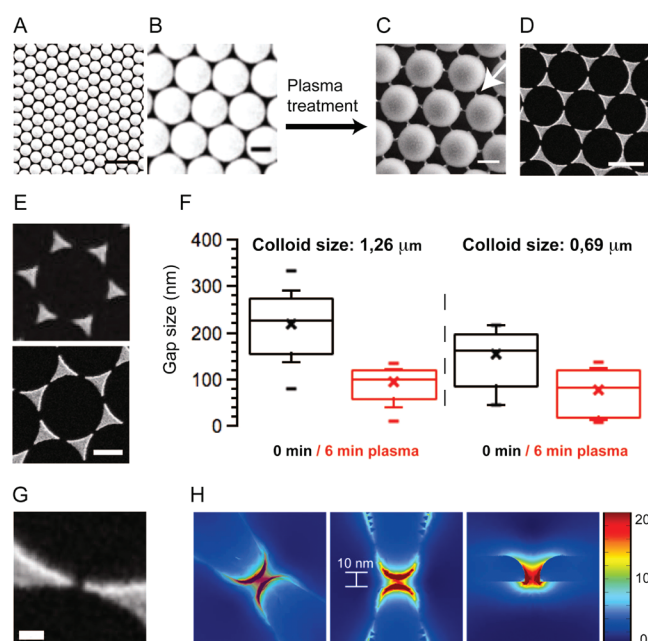 A
B
Plasma
treatment
C
D
E
F
Colloid size: 1,26 μm
Colloid size: 0,69 μm
Gap size (nm)
400
300
200
100
0
0 min / 6 min plasma
0 min / 6 min plasma
G
H
10 nm
20
10
0